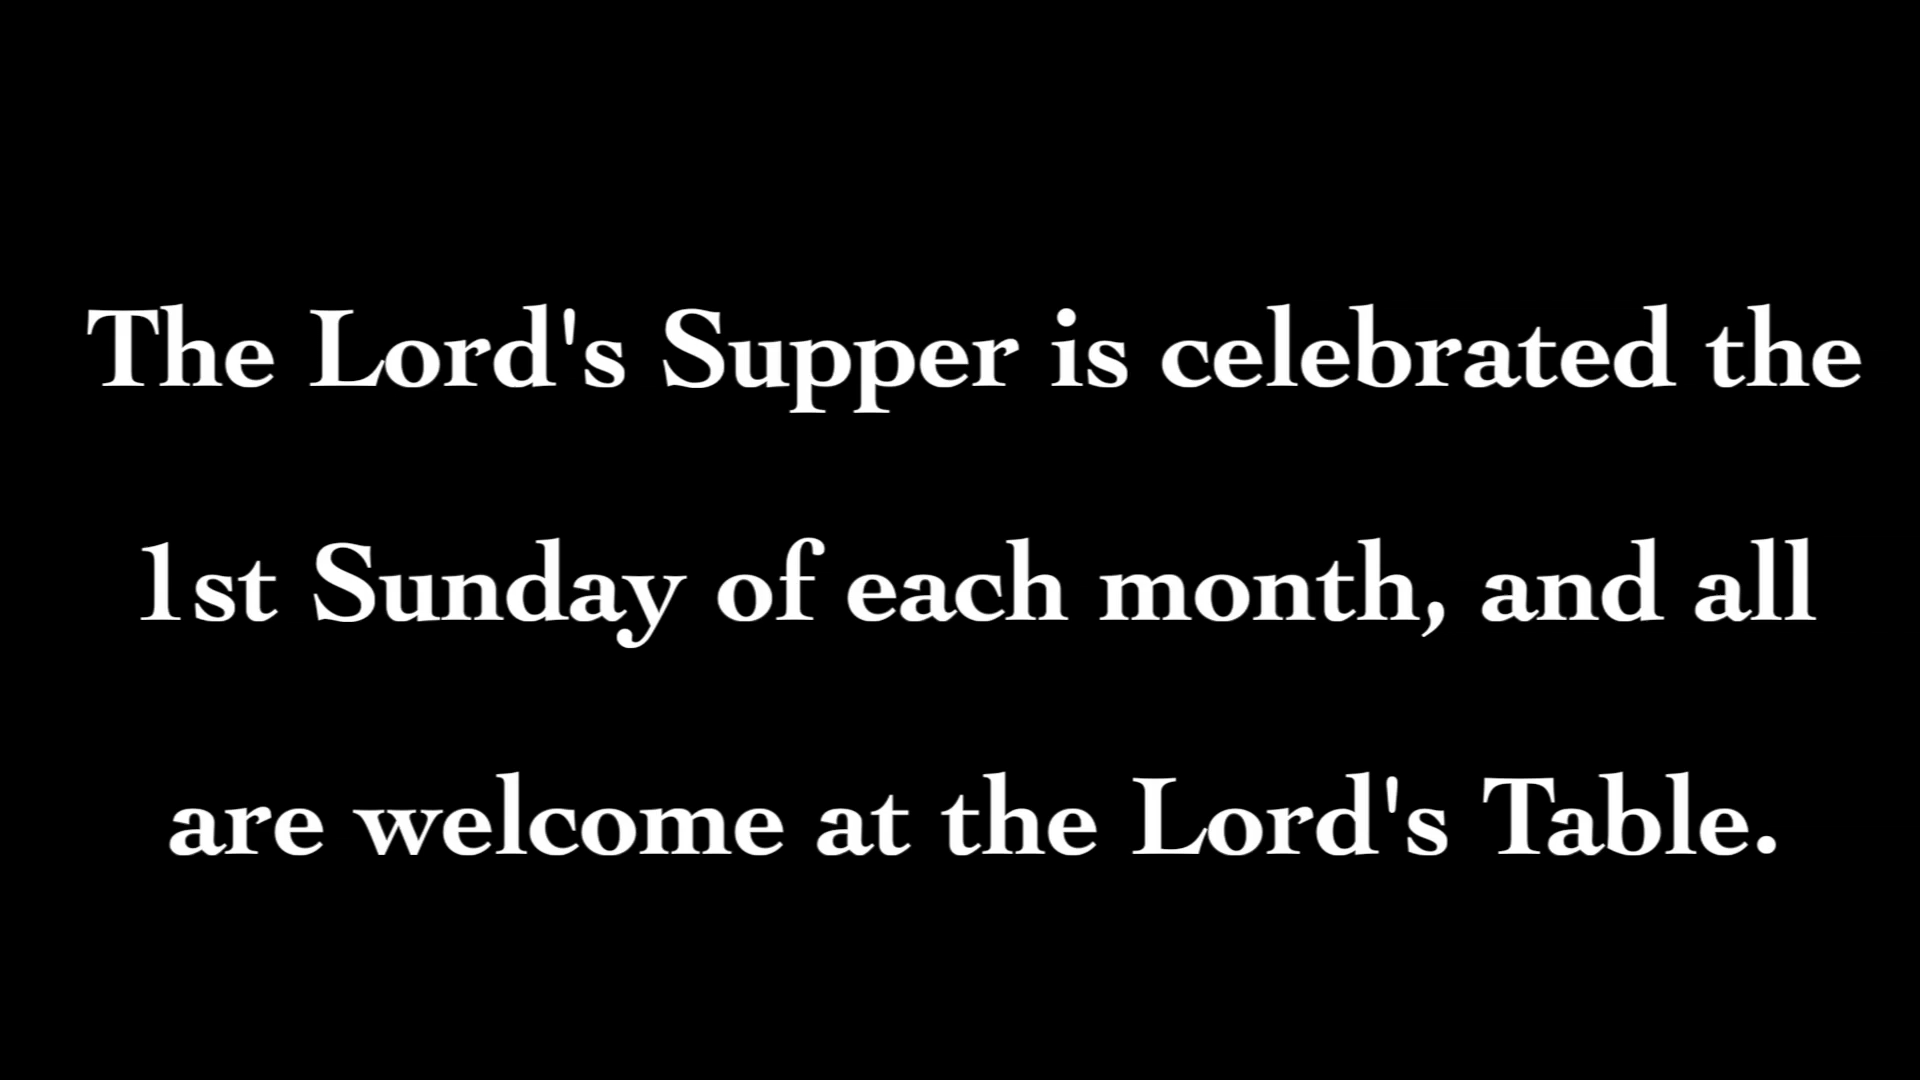 The Lord's Supper is celebrated the
1st Sunday of each month, and all
are welcome at the Lord's Table.